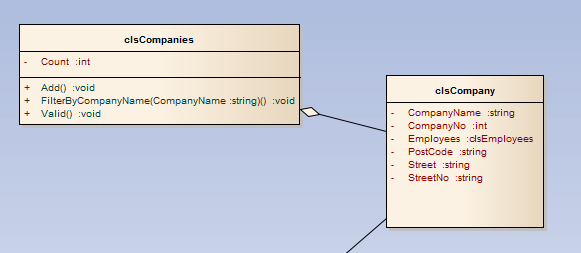 clsCompanies
- Count :int
+ Add() :void
+ FilterByCompanyName(CompanyName :string)() :void
+ Valid() :void
clsCompany
- CompanyName :string
- CompanyNo :int
- Employees :clsEmployees
- PostCode :string
- Street :string
- StreetNo :string